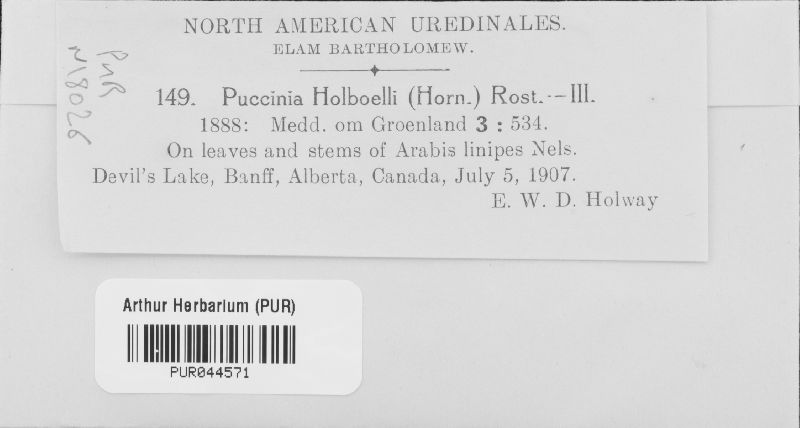 NORTH AMERICAN UREDINALES.
ELAM BARTHOLOMEW.
149. Puccinia Holboelli (Horn.) Rost. — III.
1888: Medd. om Groenland 3 : 534.
On leaves and stems of Arabis linipes Nels.
Devil's Lake, Banff, Alberta, Canada, July 5, 1907.
E. W. D. Holway
PUR
N18026
Arthur Herbarium (PUR)
PUR044571